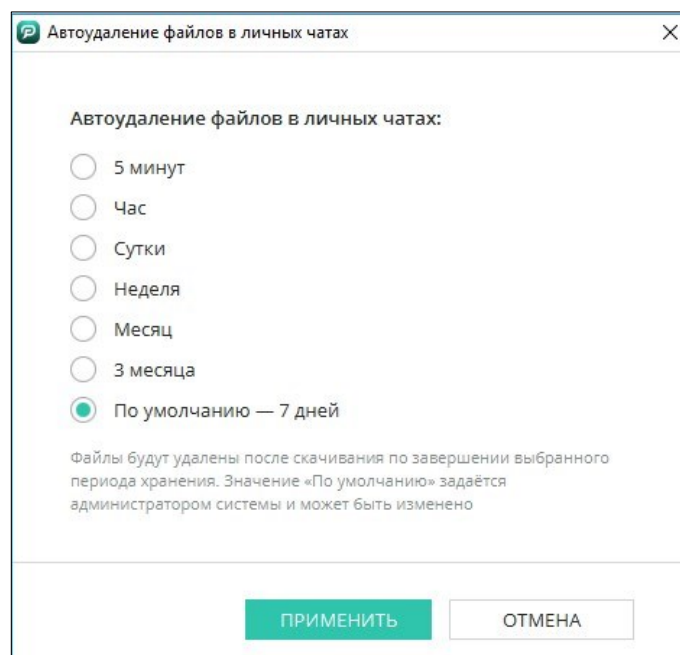 Автоудаление файлов в личных чатах
Автоудаление файлов в личных чатах:
5 минут
Час
Сутки
Неделя
Месяц
3 месяца
По умолчанию — 7 дней
Файлы будут удалены после скачивания по завершении выбранного
периода хранения. Значение «По умолчанию» задаётся
администратором системы и может быть изменено
ПРИМЕНИТЬ ОТМЕНА